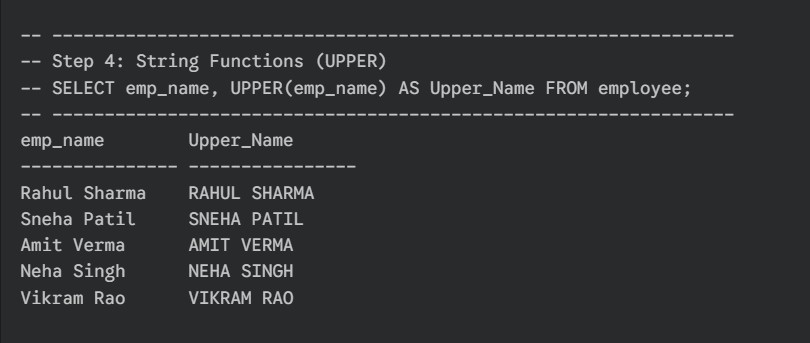 -- -----------------------------------------------------------------
-- Step 4: String Functions (UPPER)
-- SELECT emp_name, UPPER(emp_name) AS Upper_Name FROM employee;
-- -----------------------------------------------------------------
emp_name        Upper_Name
--------------- ----------------
Rahul Sharma    RAHUL SHARMA
Sneha Patil     SNEHA PATIL
Amit Verma      AMIT VERMA
Neha Singh      NEHA SINGH
Vikram Rao      VIKRAM RAO